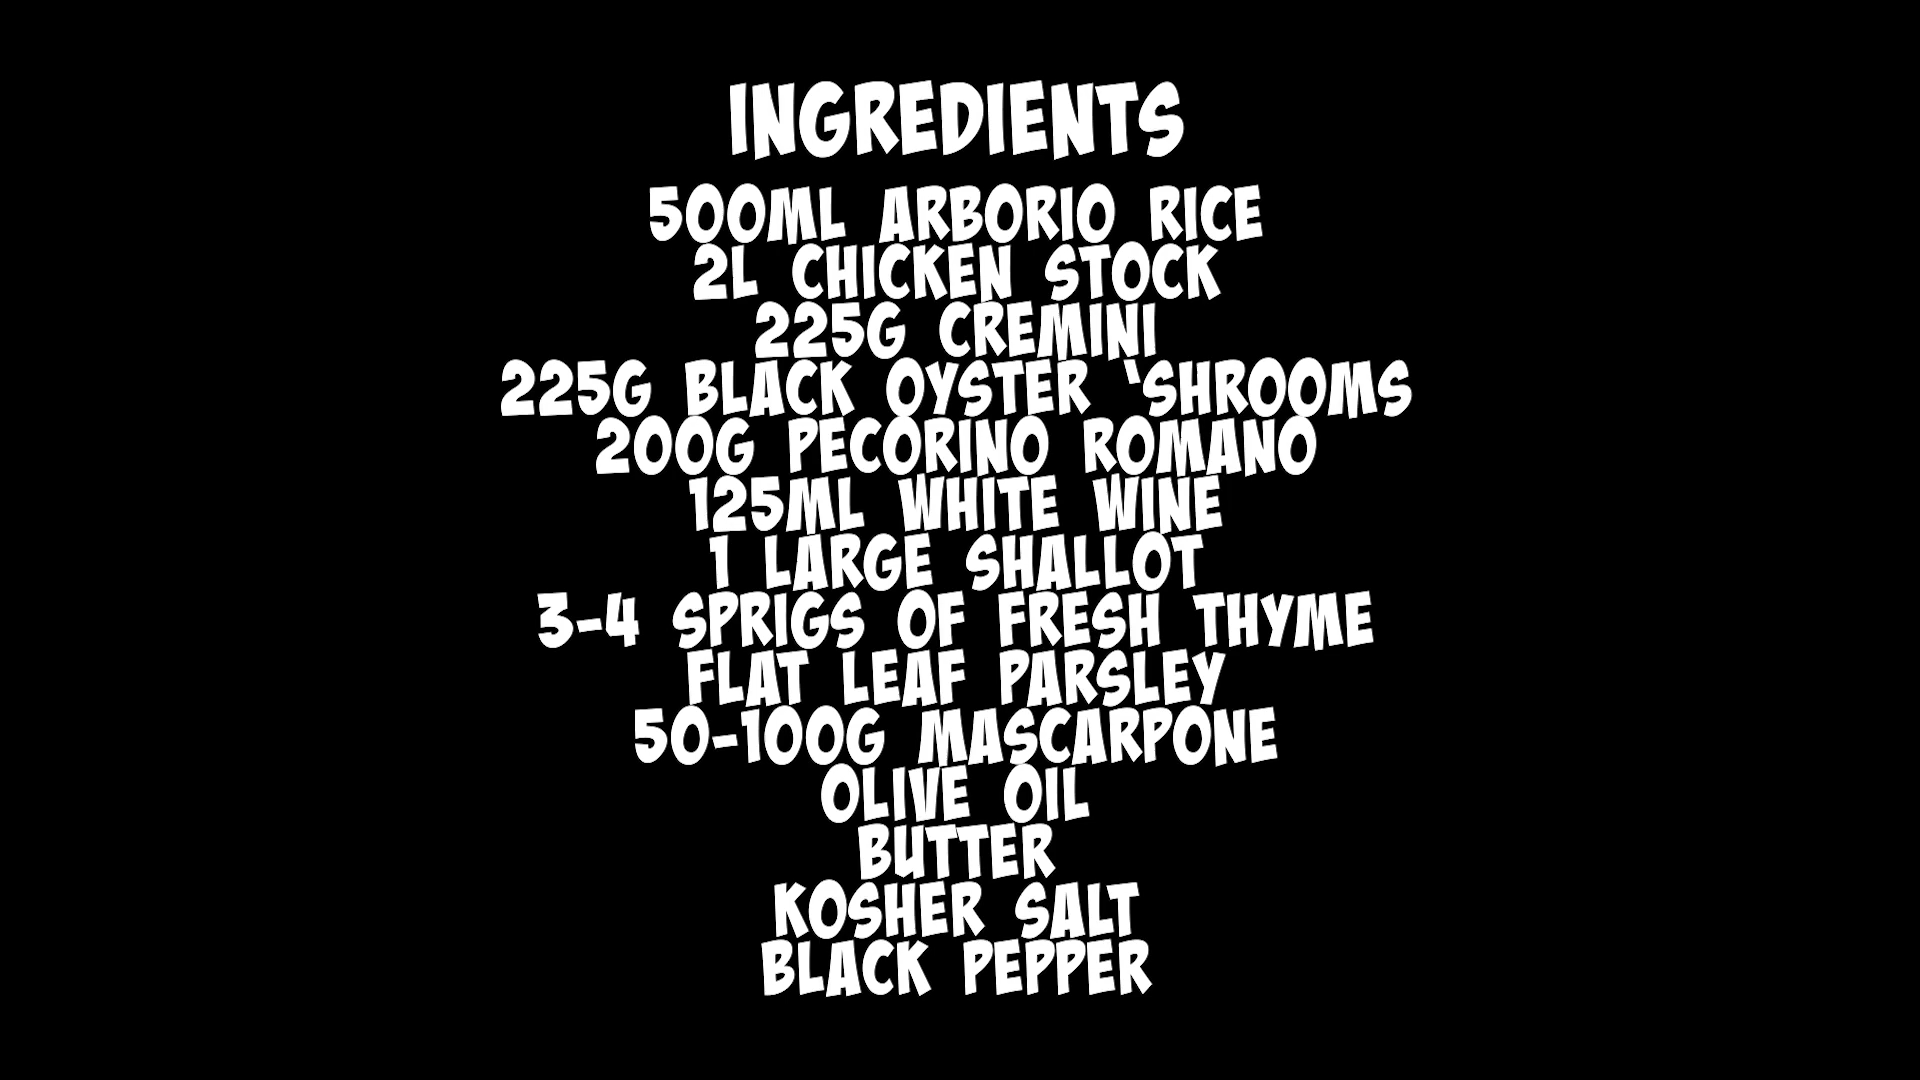 INGREDIENTS
500ML ARBORIO RICE
2L CHICKEN STOCK
225G CREMINI
225G BLACK OYSTER 'SHROOMS
200G PECORINO ROMANO
125ML WHITE WINE
1 LARGE SHALLOT
3-4 SPRIGS OF FRESH THYME
FLAT LEAF PARSLEY
50-100G MASCARPONE
OLIVE OIL
BUTTER
KOSHER SALT
BLACK PEPPER